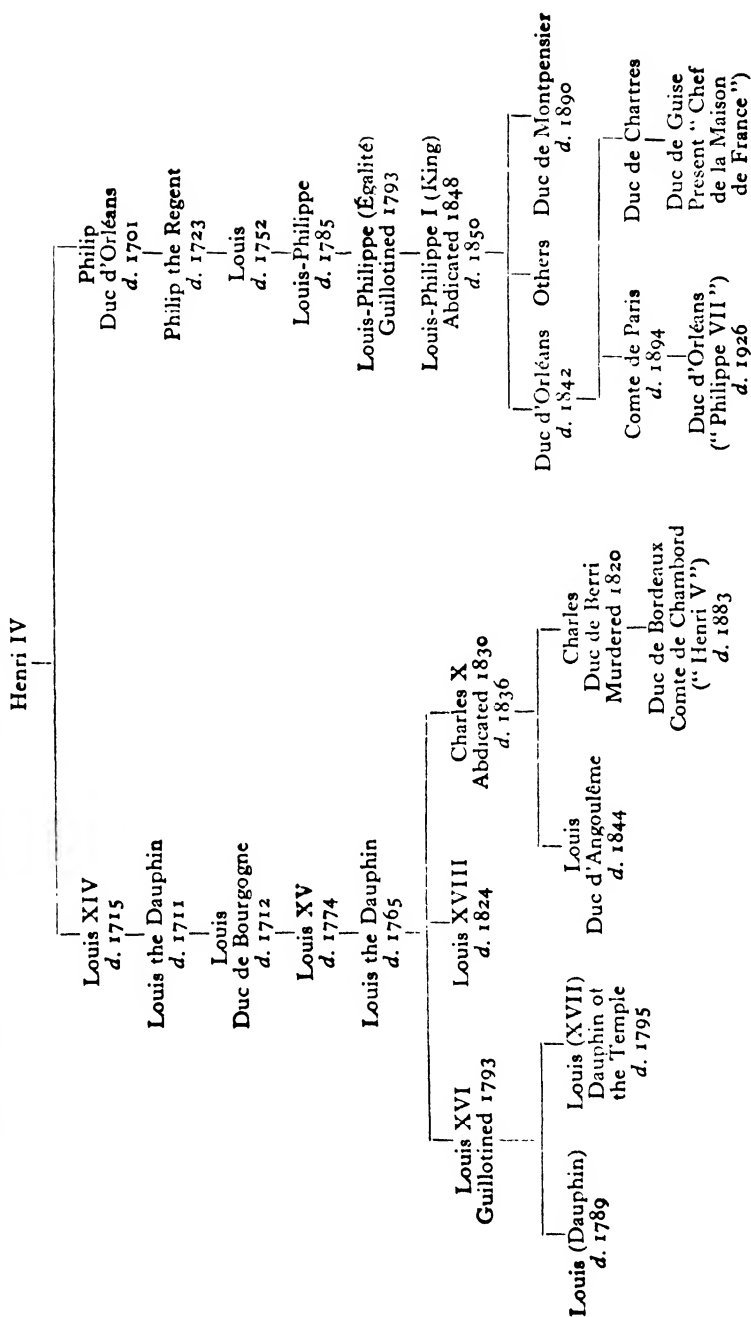 Henri IV
Louis XIV
d. 1715
Louis the Dauphin
d. 1711
Louis
Duc de Bourgogne
d. 1712
Louis XV
d. 1774
Louis the Dauphin
d. 1765
Louis XVI
Guillotined 1793
Louis XVIII
d. 1824
Charles X
Abdicated 1830
d. 1836
Louis (Dauphin)
d. 1789
Louis (XVII)
Dauphin of
the Temple
d. 1795
Louis
Duc d'Angoulême
d. 1844
Charles
Duc de Berri
Murdered 1820
Duc de Bordeaux
Comte de Chambord
("Henri V")
d. 1883
Philip
Duc d'Orléans
d. 1701
Philip the Regent
d. 1723
Louis
d. 1752
Louis-Philippe
d. 1785
Louis-Philippe (Égalité)
Guillotined 1793
Louis-Philippe I (King)
Abdicated 1848
d. 1850
Duc d'Orléans
d. 1842
Others
Duc de Montpensier
d. 1890
Comte de Paris
d. 1894
Duc de Chartres
Duc d'Orléans
("Philippe VII")
d. 1926
Duc de Guise
Present "Chef
de la Maison
de France")